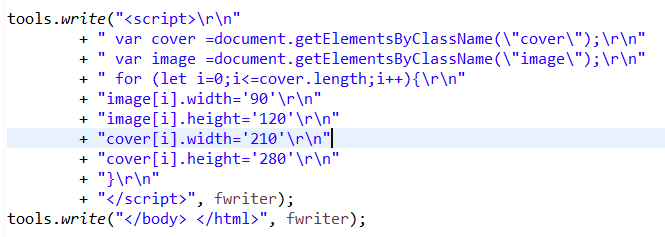 tools.write("<script>\r\n"
+ " var cover =document.getElementsByClassName(\"cover\");\r\n"
+ " var image =document.getElementsByClassName(\"image\");\r\n"
+ " for (let i=0;i<=cover.length;i++){\r\n"
+ "image[i].width='90'\r\n"
+ "image[i].height='120'\r\n"
+ "cover[i].width='210'\r\n"
+ "cover[i].height='280'\r\n"
+ "}\r\n"
+ "</script>", fwriter);
tools.write("</body> </html>", fwriter);